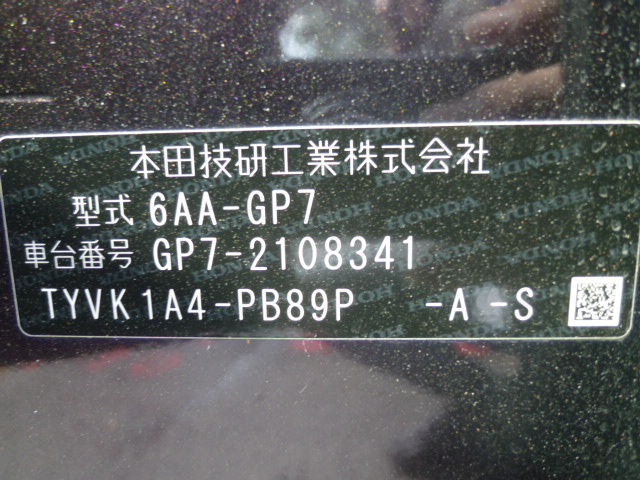 本田技研工業株式会社
型式 6AA-GP7
車台番号 GP7-2108341
TYVK1A4-PB89P -A -S